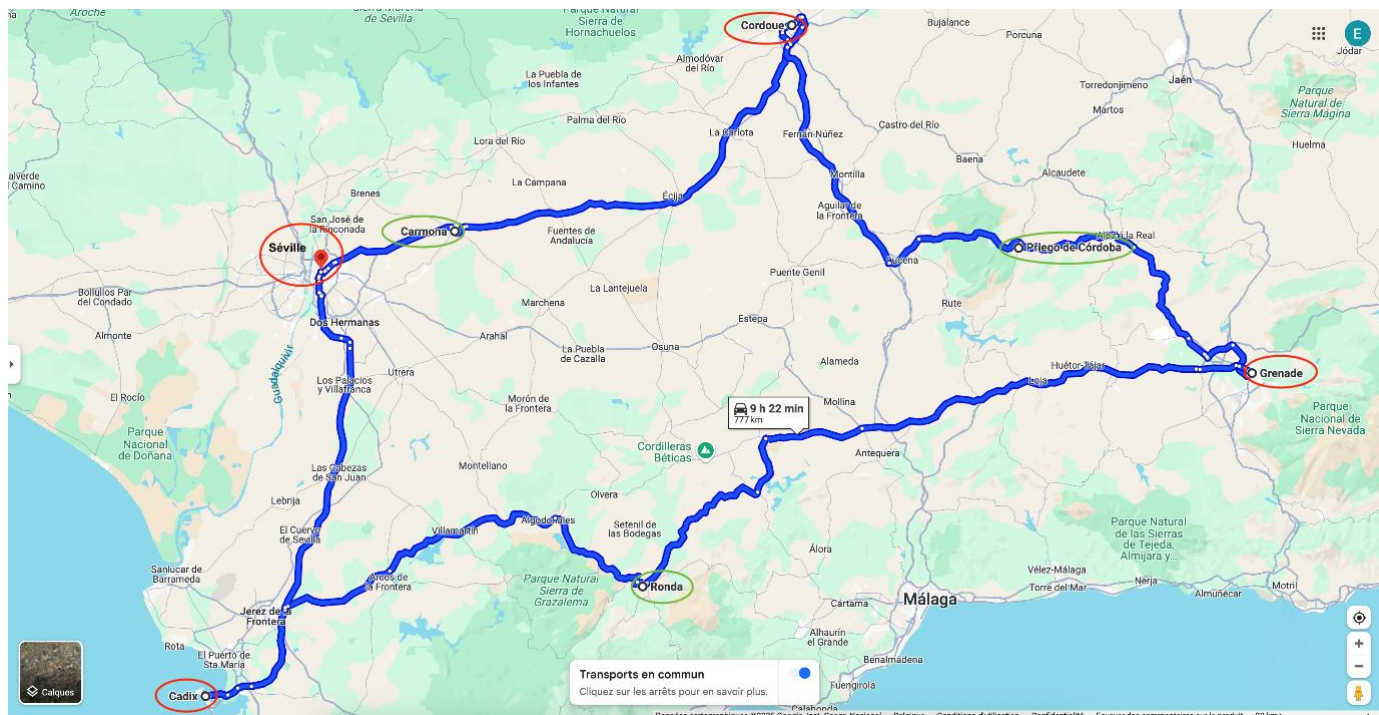 Aroche
Sierra Morena
de Sevilla
Parque Natural
Sierra de
Hornachuelos
Cordoue
Bujalance
Porcuna
E
Jódar
Almodóvar
del Río
Jaén
Torredonjimeno
Martos
Parque
Natural de
Sierra Mágina
La Puebla de
los Infantes
Palma del Río
La Carlota
Fernán-Núñez
Castro del Río
Huelma
Lora del Río
Baena
Alcaudete
alverde
l Camino
Brenes
La Campana
Montilla
Écija
Aguilar de
la Frontera
San José de
la Rinconada
Carmona
Fuentes de
Andalucía
Séville
Priego de Córdoba
Lucena
Puente Genil
Bollullos Par
del Condado
La Lantejuela
Marchena
Rute
Dos Hermanas
Almonte
Arahal
Estepa
Osuna
La Puebla
de Cazalla
Alameda
Huétor-Tájar
Loja
Grenade
Guadalquivir
Los Palacios
y Villafranca
Utrera
El Rocío
Morón de
la Frontera
9 h 22 min
777 km
Mollina
Parque
Nacional de
Sierra Nevada
Parque
Nacional
de Doñana
Cordilleras
Béticas
Antequera
Las Cabezas
de San Juan
Montellano
Lebrija
Olvera
El Cuervo
de Sevilla
Villamartín
Algodonales
Setenil de
las Bodegas
Parque Natural
de las Sierras
de Tejeda,
Almijara y...
Álora
Sanlúcar de
Barrameda
Arcos de
la Frontera
Parque Natural
Sierra de
Grazalema
Ronda
Vélez-Málaga
Torre del Mar
Nerja
Motril
Almuñécar
Jerez de la
Frontera
Cártama
Málaga
Rota
El Puerto de
Sta María
Alhaurín
el Grande
Benalmádena
Cadix
Calques
Transports en commun
Cliquez sur les arrêts pour en savoir plus.
Fuengirola